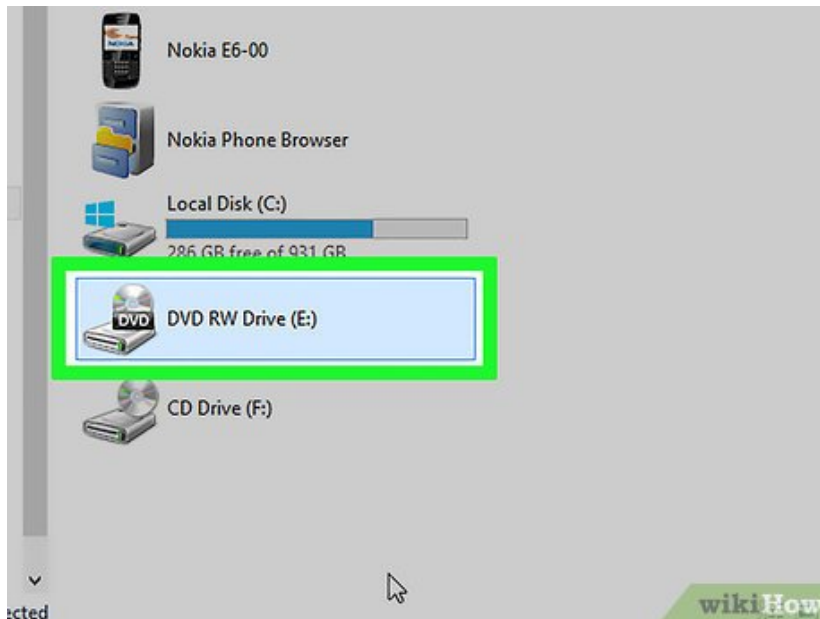 NOKIA
Nokia E6-00
Nokia Phone Browser
Local Disk (C:)
286 GB free of 931 GB
DVD
DVD RW Drive (E:)
CD Drive (F:)
ected
wikiHow